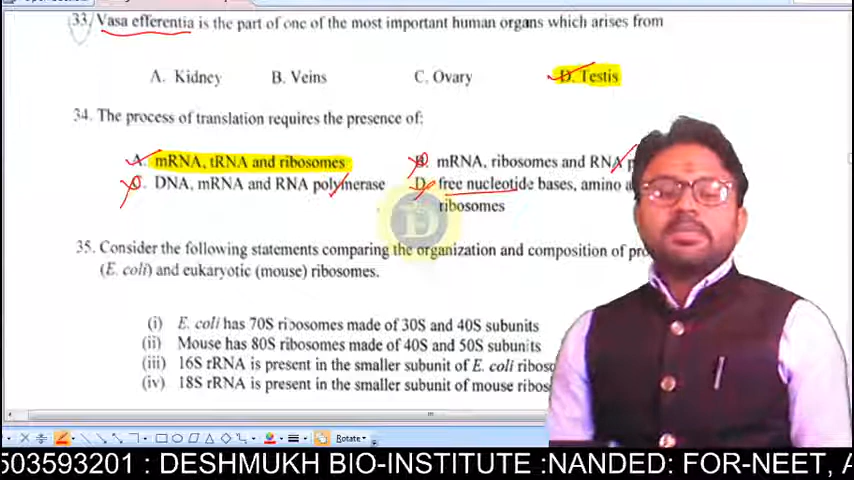 33. Vasa efferentia is the part of one of the most important human organs which arises from
A. Kidney B. Veins C. Ovary D. Testis
34. The process of translation requires the presence of:
A. mRNA, tRNA and ribosomes B. mRNA, ribosomes and RNA
C. DNA, mRNA and RNA polymerase D. free nucleotide bases, amino
ribosomes
35. Consider the following statements comparing the organization and composition of
(E. coli) and eukaryotic (mouse) ribosomes.
(i) E. coli has 70S ribosomes made of 30S and 40S subunits
(ii) Mouse has 80S ribosomes made of 40S and 50S subunits
(iii) 16S rRNA is present in the smaller subunit of E. coli
(iv) 18S rRNA is present in the smaller subunit of mouse
D
Rotate
503593201 : DESHMUKH BIO-INSTITUTE :NANDED: FOR-NEET, A